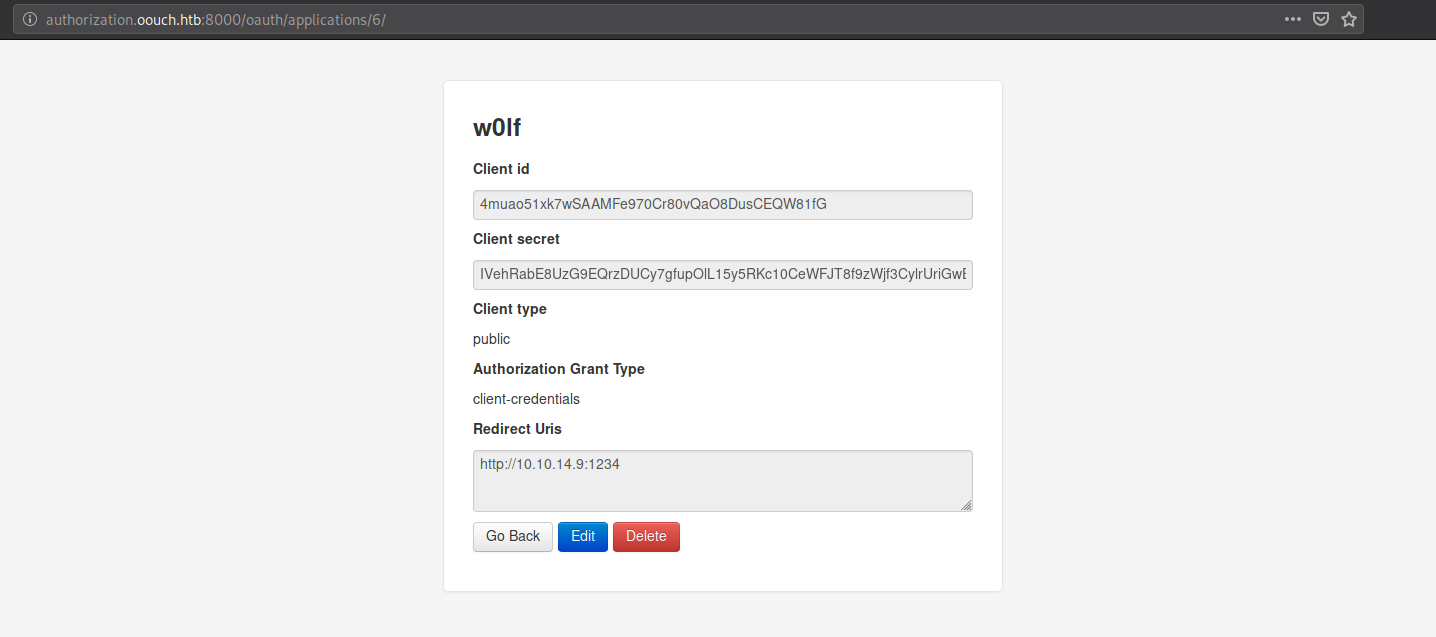 authorization.oouch.htb:8000/oauth/applications/6/
w0lf
Client id
4muao51xk7wSAAMFe970Cr80vQaO8DusCEQW81fG
Client secret
IVehRabE8UzG9EQrzDUCy7gfupOlL15y5RKc10CeWFJT8f9zWjf3CylrUriGwE
Client type
public
Authorization Grant Type
client-credentials
Redirect Uris
http://10.10.14.9:1234
Go Back Edit Delete